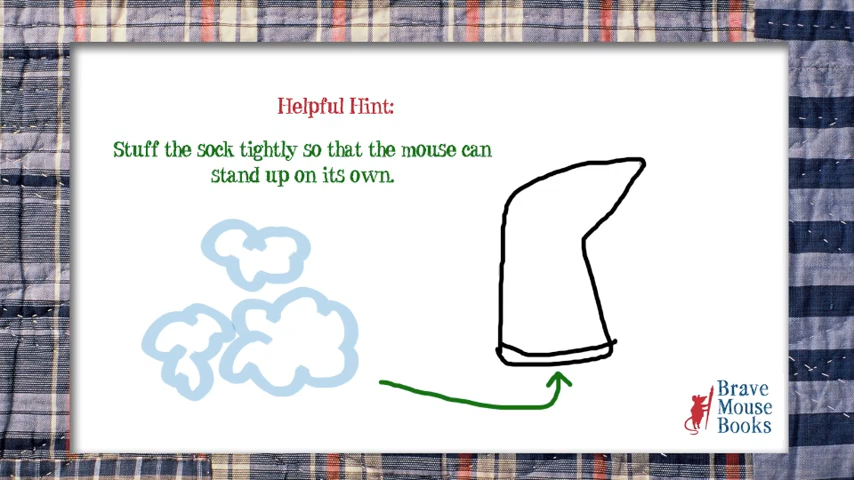 Helpful Hint:
Stuff the sock tightly so that the mouse can
stand up on its own.
Brave
Mouse
Books